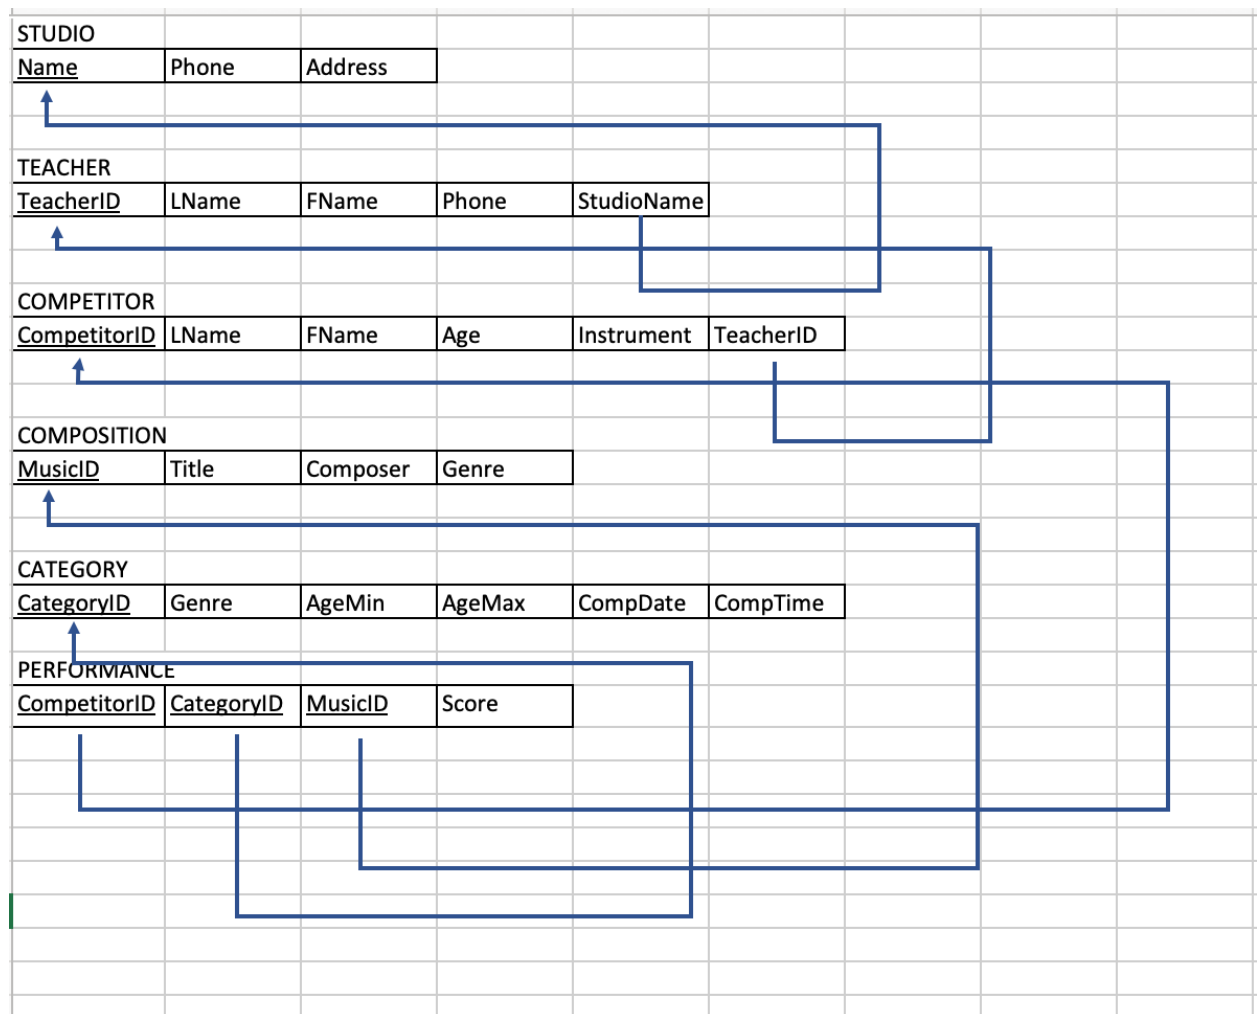 STUDIO
Name Phone Address
TEACHER
TeacherID LName FName Phone StudioName
COMPETITOR
CompetitorID LName FName Age Instrument TeacherID
COMPOSITION
MusicID Title Composer Genre
CATEGORY
CategoryID Genre AgeMin AgeMax CompDate CompTime
PERFORMANCE
CompetitorID CategoryID MusicID Score